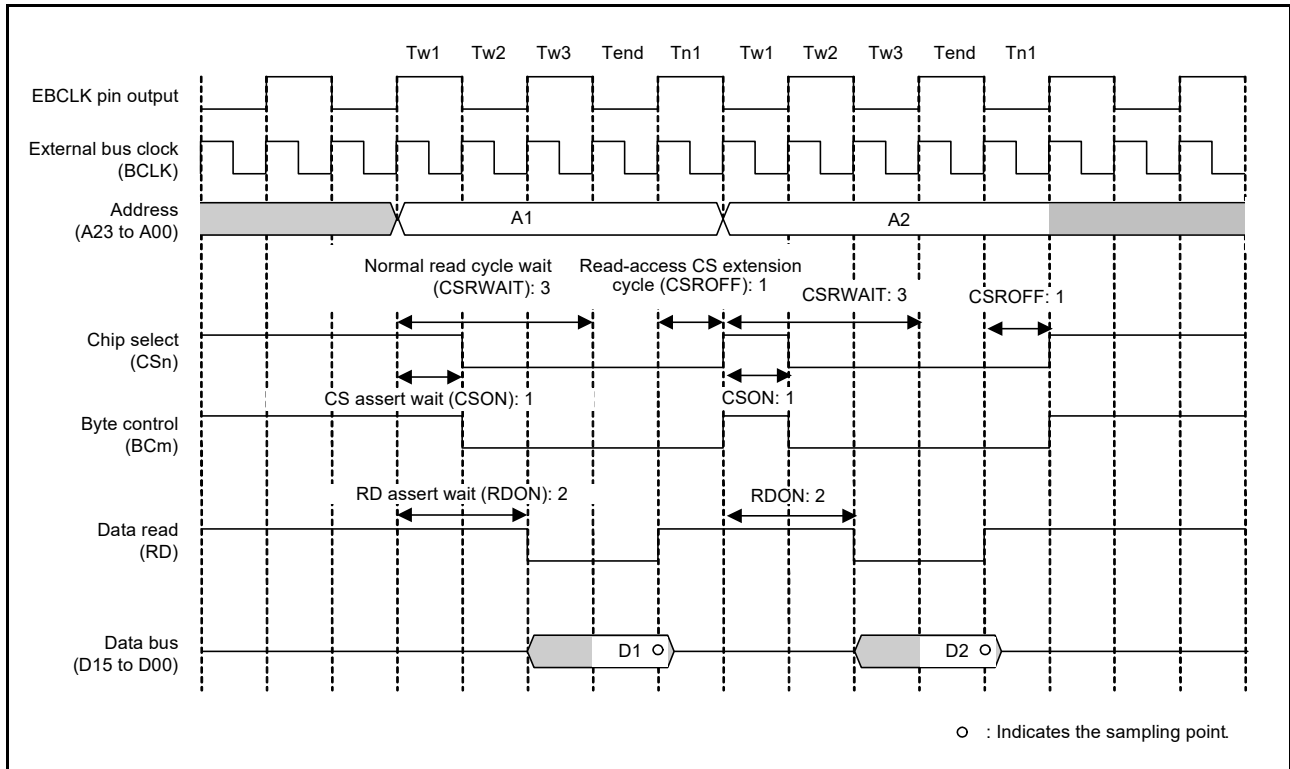 Tw1 Tw2 Tw3 Tend Tn1 Tw1 Tw2 Tw3 Tend Tn1
EBCLK pin output
External bus clock
(BCLK)
Address
(A23 to A00)
A1
A2
Normal read cycle wait
(CSRWAIT): 3
Read-access CS extension
cycle (CSROFF): 1
CSRWAIT: 3
CSROFF: 1
Chip select
(CSn)
CS assert wait (CSON): 1
CSON: 1
Byte control
(BCm)
RD assert wait (RDON): 2
RDON: 2
Data read
(RD)
Data bus
(D15 to D00)
D1
D2
: Indicates the sampling point.